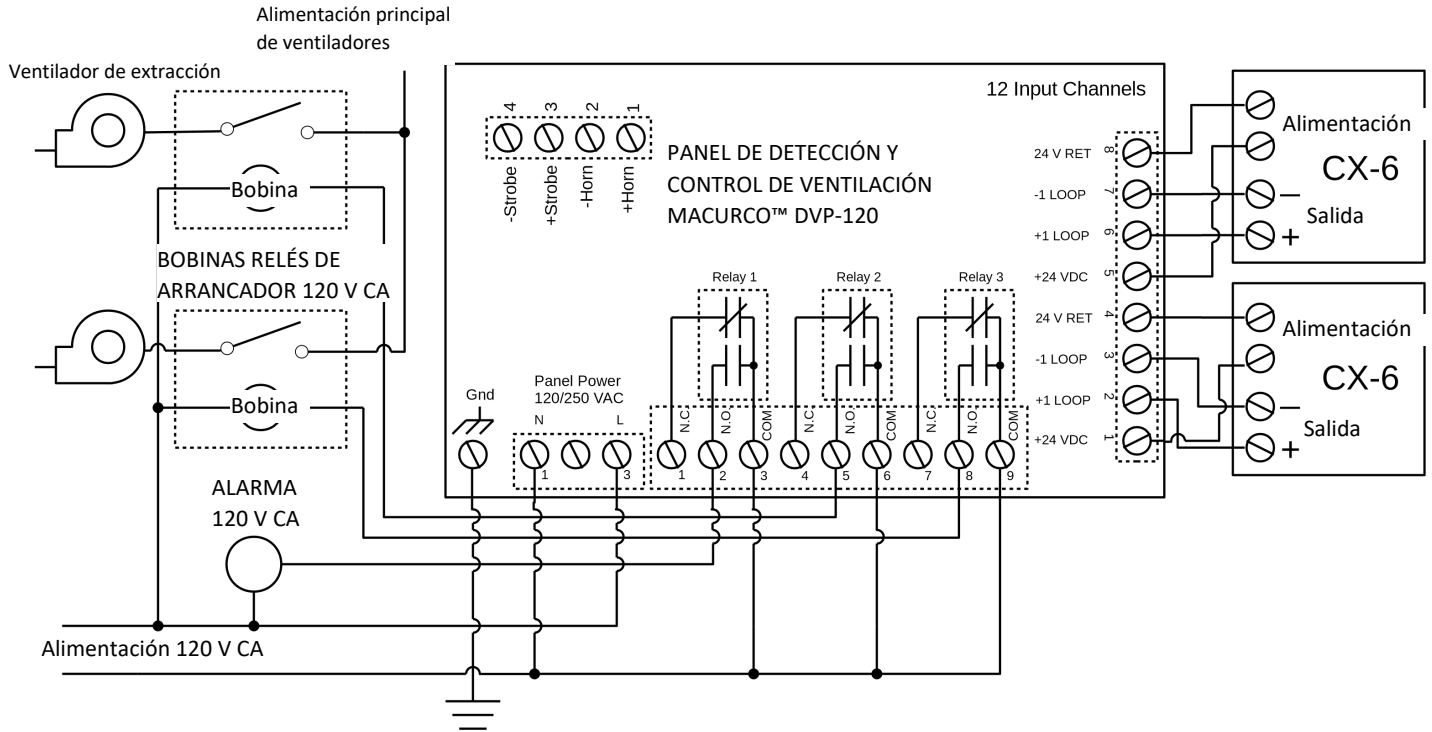 Alimentación principal
de ventiladores
Ventilador de extracción
Bobina
BOBINAS RELÉS DE
ARRANCADOR 120 V CA
Bobina
ALARMA
120 V CA
Alimentación 120 V CA
4
3
2
1
-Strobe
+Strobe
-Horn
+Horn
PANEL DE DETECCIÓN Y
CONTROL DE VENTILACIÓN
MACURCO™ DVP-120
12 Input Channels
Relay 1
Relay 2
Relay 3
Gnd
Panel Power
120/250 VAC
N
L
1
3
N.C.
N.O.
COM
N.C.
N.O.
COM
N.C.
N.O.
COM
1
2
3
4
5
6
7
8
9
24 V RET
8
-1 LOOP
7
+1 LOOP
6
+24 VDC
5
24 V RET
4
-1 LOOP
3
+1 LOOP
2
+24 VDC
1
Alimentación
CX-6
−
Salida
+
Alimentación
CX-6
−
Salida
+